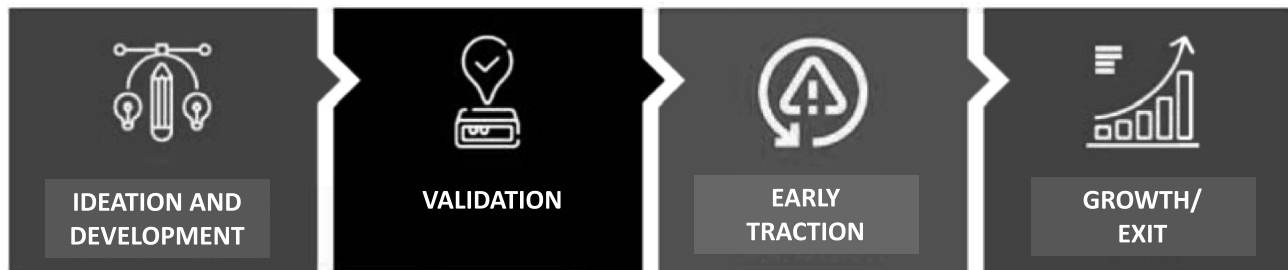 IDEATION AND
DEVELOPMENT
VALIDATION
EARLY
TRACTION
GROWTH/
EXIT